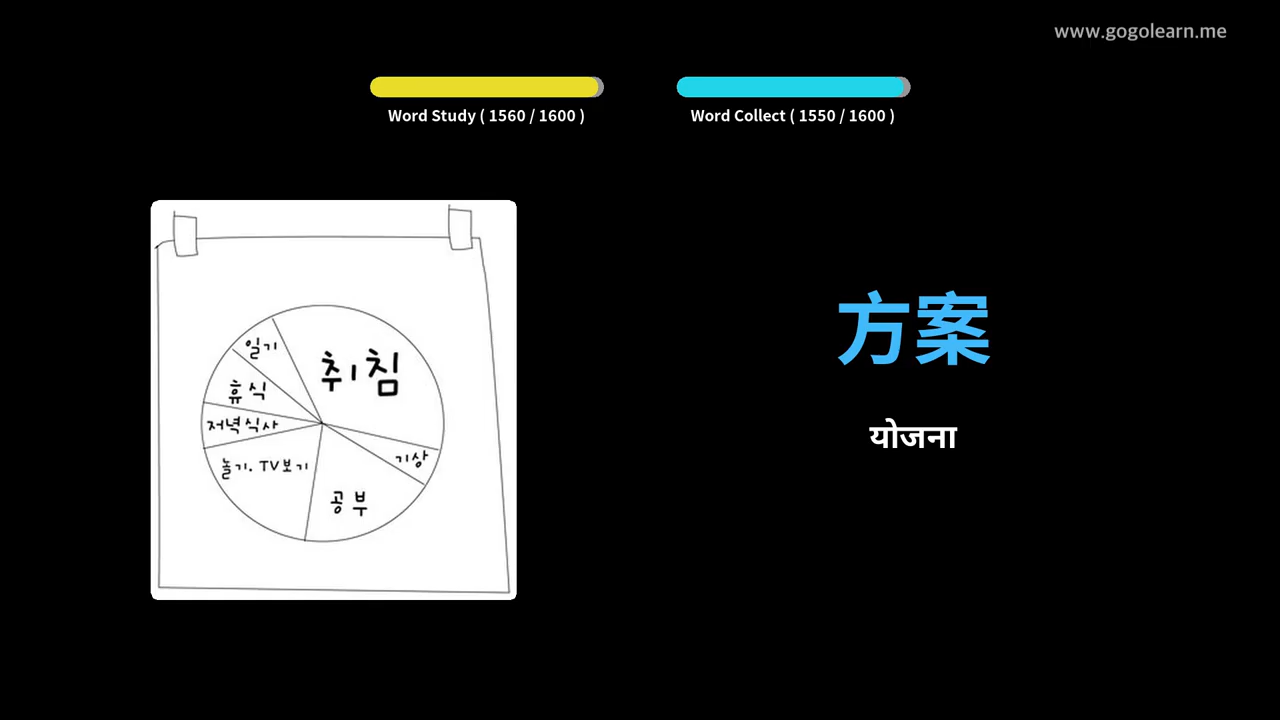 www.gogolearn.me
Word Study ( 1560 / 1600 )
Word Collect ( 1550 / 1600 )
일기
취침
휴식
저녁식사
놀기. TV보기
기상
공부
方案
योजना